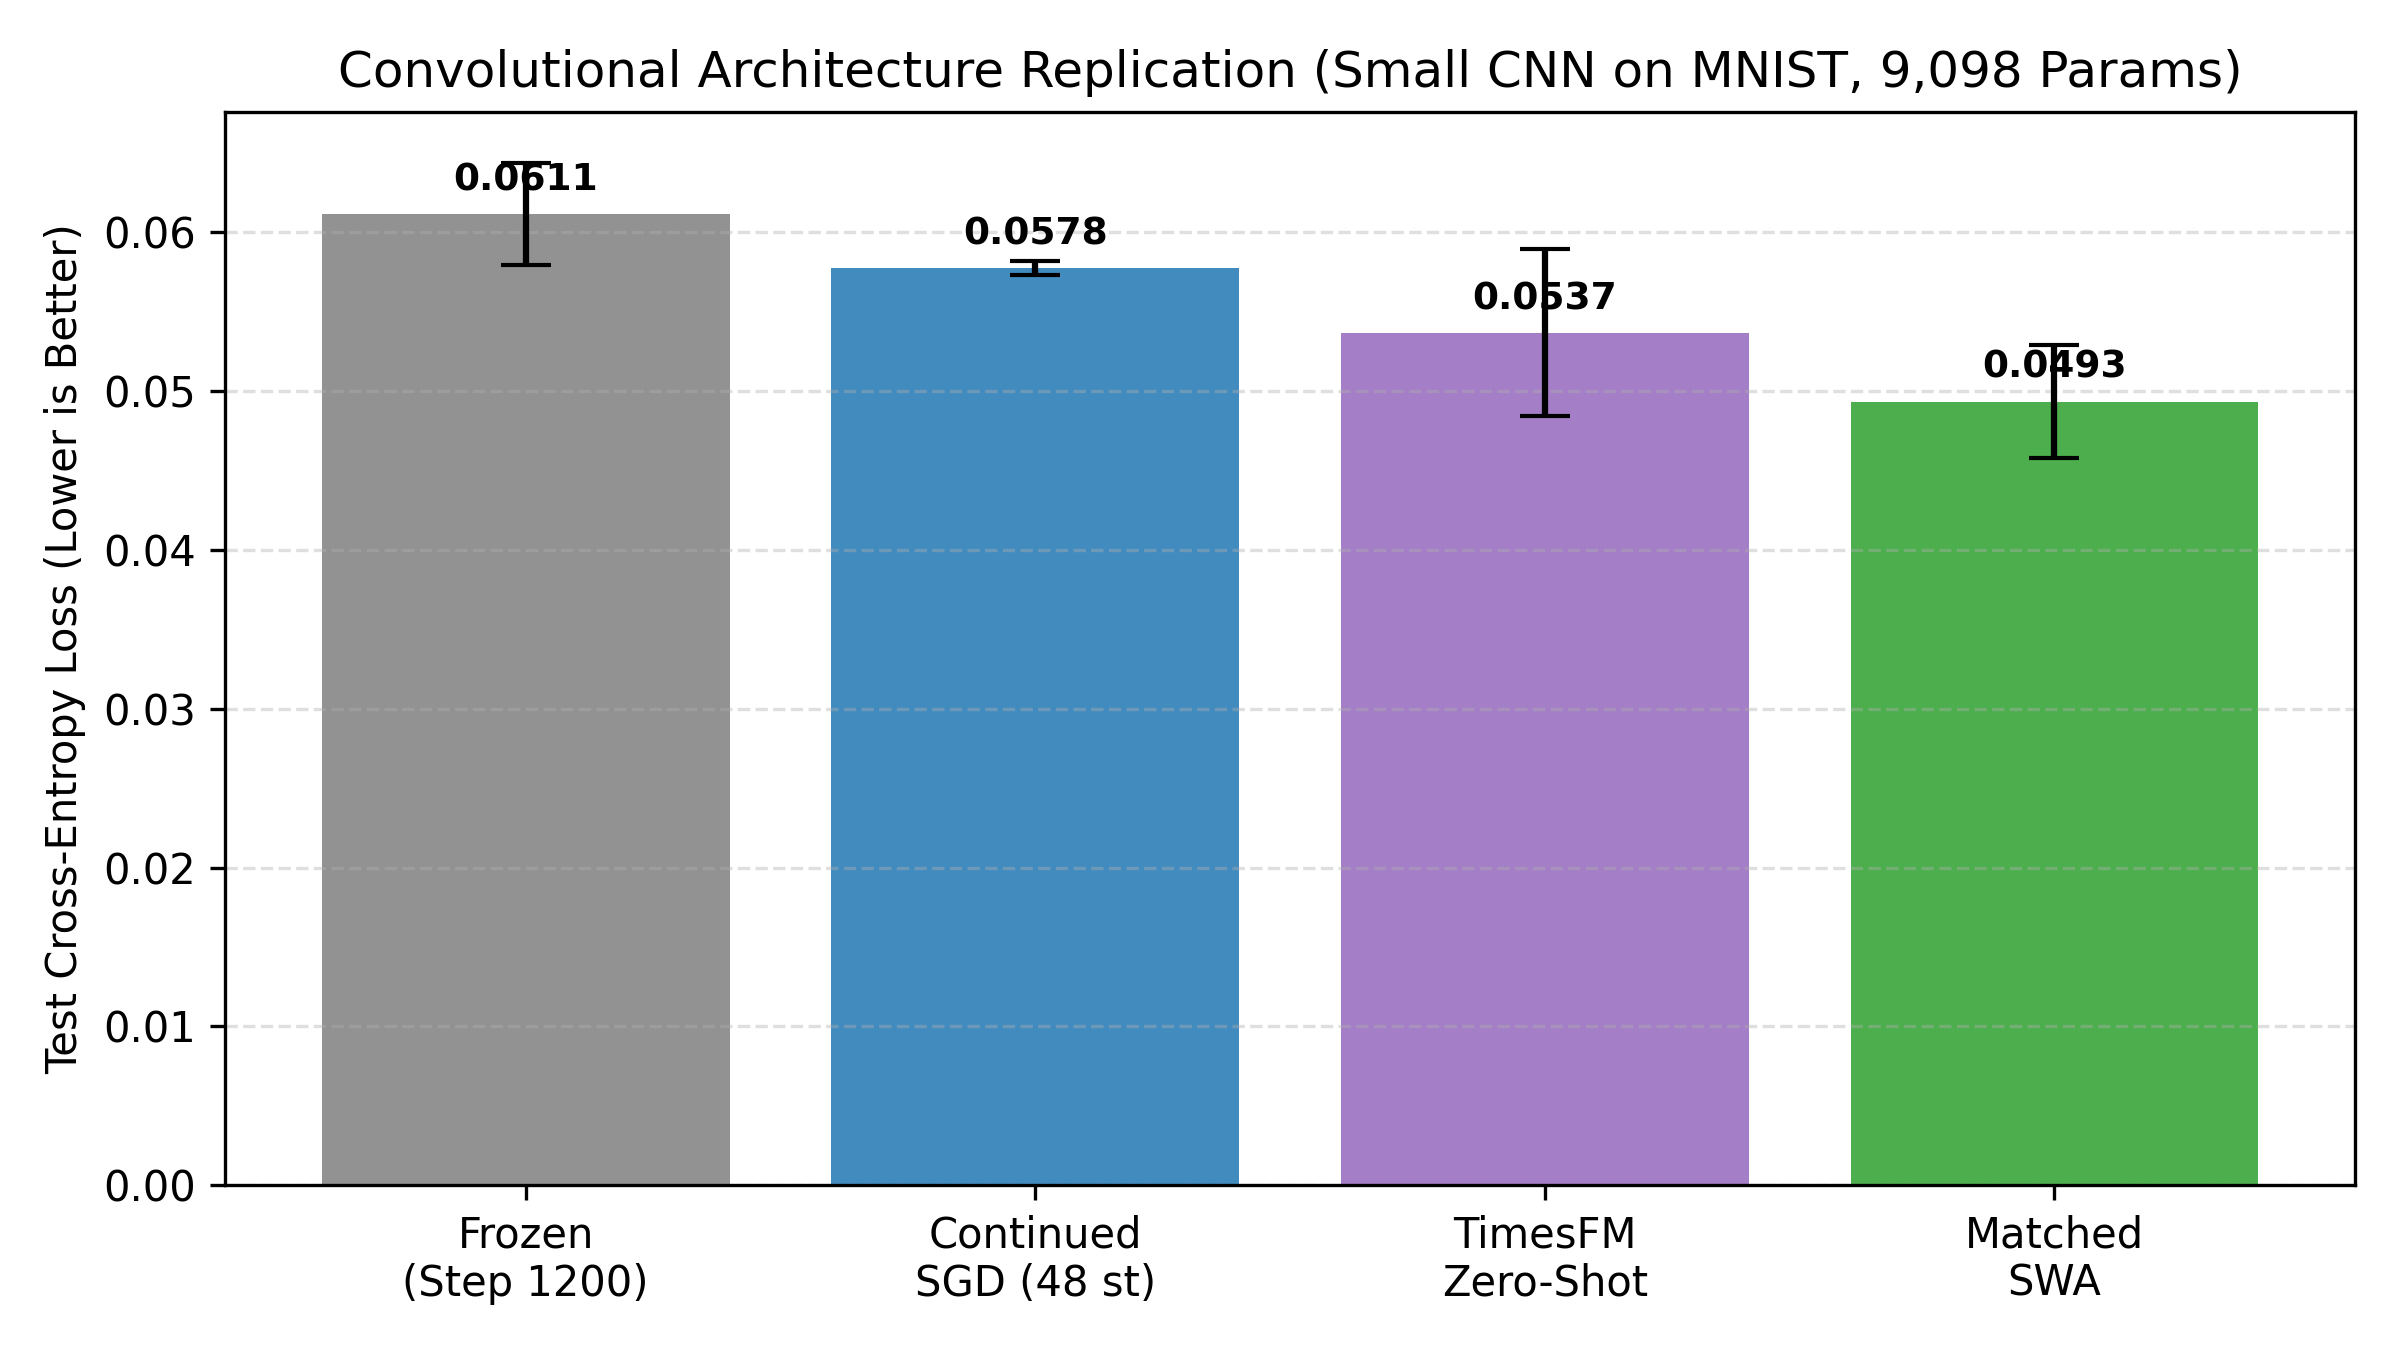 Convolutional Architecture Replication (Small CNN on MNIST, 9,098 Params)
Test Cross-Entropy Loss (Lower is Better)
0.06
0.05
0.04
0.03
0.02
0.01
0.00
0.0611
0.0578
0.0537
0.0493
Frozen
(Step 1200)
Continued
SGD (48 st)
TimesFM
Zero-Shot
Matched
SWA